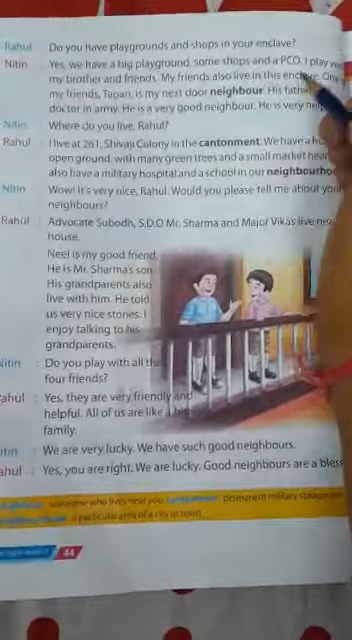 Rahul : Do you have playgrounds and shops in your enclave?
Nitin : Yes, we have a big playground, some shops and a PCO. I play
my brother and friends. My friends also live in this enclave. One
my friends, Tapan, is my next door neighbour. His father
doctor in army. He is a very good neighbour. He is very
Nitin : Where do you live, Rahul?
Rahul : I live at 261, Shivaji Colony in the cantonment. We have a
open ground, with many green trees and a small market near
also have a military hospital and a school in our neighbourhood
Nitin : Wow! It's very nice, Rahul. Would you please tell me about your
neighbours?
Rahul : Advocate Subodh, S.D.O Mr. Sharma and Major Vikas live near
house.
Neel is my good friend.
He is Mr. Sharma's son.
His grandparents also
live with him. He told
us very nice stories. I
enjoy talking to his
grandparents.
Nitin : Do you play with all the
four friends?
Rahul : Yes, they are very friendly and
helpful. All of us are like a big
family.
Nitin : We are very lucky. We have such good neighbours.
Rahul : Yes, you are right. We are lucky. Good neighbours are a bless
someone who lives near you permanent military station
a particular area of a city or town
44